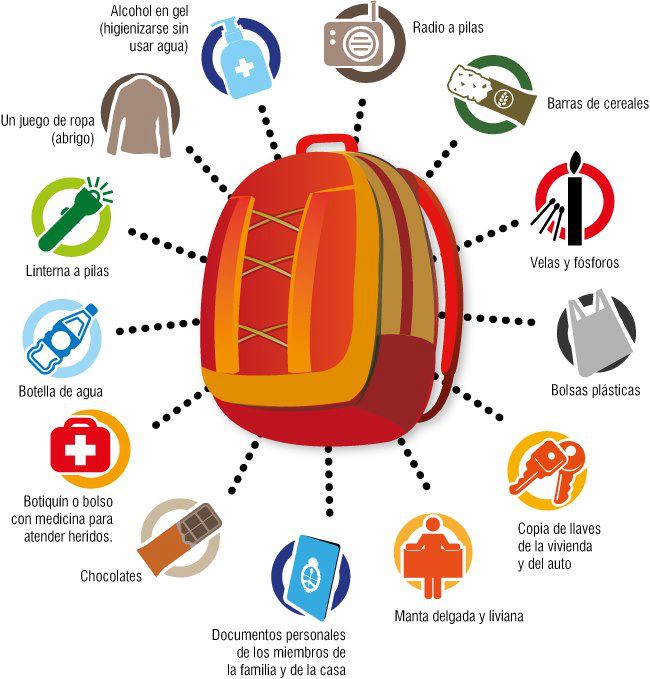 Alcohol en gel
(higienizarse sin
usar agua)
Radio a pilas
Barras de cereales
Un juego de ropa
(abrigo)
Velas y fósforos
Linterna a pilas
Bolsas plásticas
Botella de agua
Botiquín o bolso
con medicina para
atender heridos.
Copia de llaves
de la vivienda
y del auto
Chocolates
Manta delgada y liviana
Documentos personales
de los miembros de
la familia y de la casa